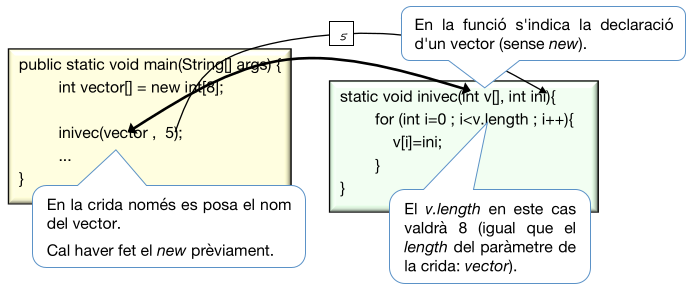 En la funció s'indica la declaració
d'un vector (sense new).
5
public static void main(String[] args) {
int vector[] = new int[8];
inivec(vector , 5);
...
}
static void inivec(int v[], int ini){
for (int i=0 ; i<v.length ; i++){
v[i]=ini;
}
}
En la crida només es posa el nom
del vector.
Cal haver fet el new prèviament.
El v.length en este cas
valdrà 8 (igual que el
length del paràmetre de
la crida: vector).